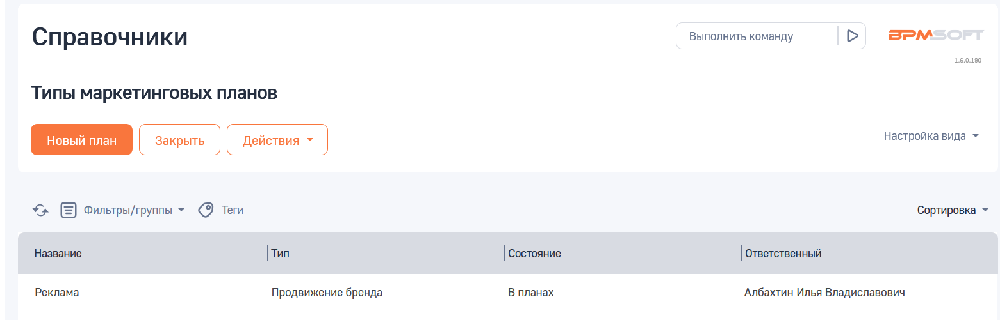 Справочники
Выполнить команду
BPMSOFT
1.6.0.190
Типы маркетинговых планов
Новый план Закрыть Действия
Настройка вида
Фильтры/группы Теги
Сортировка
Название Тип Состояние Ответственный
Реклама Продвижение бренда В планах Албахтин Илья Владиславович